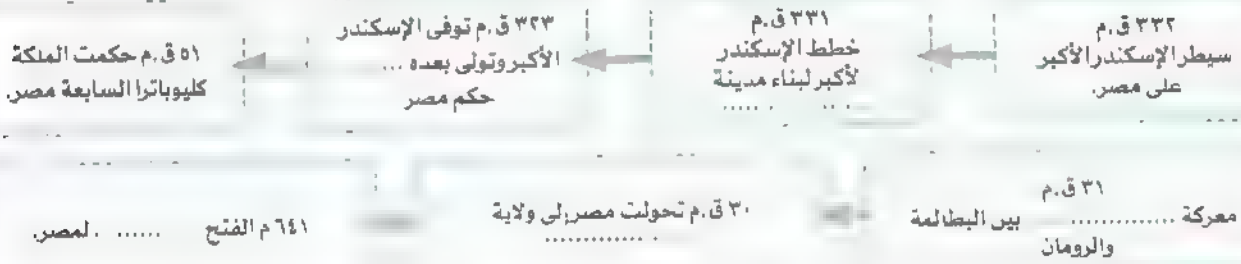 ٣٣٢ ق.م
سيطر الإسكندر الأكبر
على مصر.
٣٣١ ق.م
خطط الإسكندر
لأكبر لبناء مدينة
......
٣٢٣ ق.م توفى الإسكندر
الأكبر وتولى بعده ...
حكم مصر
٥١ ق.م حكمت الملكة
كليوباترا السابعة مصر.
٣١ ق.م
معركة .............. بين البطالمة
والرومان
٣٠ ق.م تحولت مصر إلى ولاية
..............
٦٤١ م الفتح ...... لمصر.